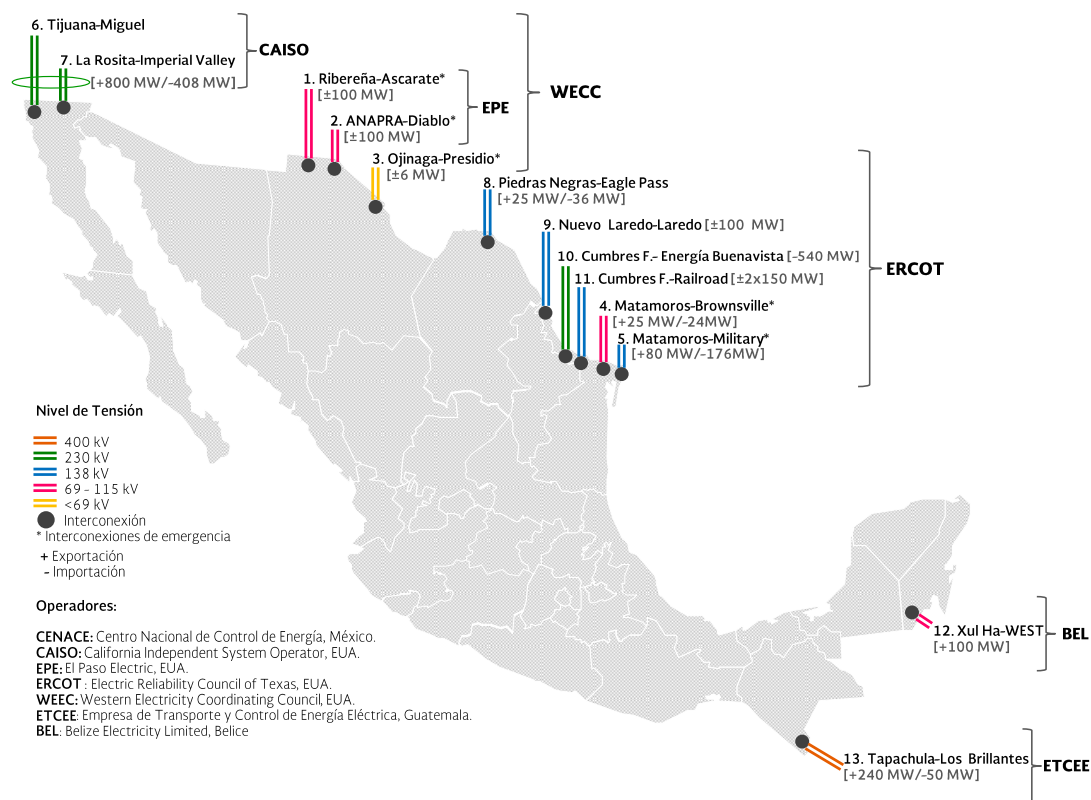 6. Tijuana-Miguel
7. La Rosita-Imperial Valley
[+800 MW/-408 MW]
CAISO
1. Ribereña-Ascarate*
[±100 MW]
2. ANAPRA-Diablo*
[±100 MW]
EPE
WECC
3. Ojinaga-Presidio*
[±6 MW]
8. Piedras Negras-Eagle Pass
[+25 MW/-36 MW]
9. Nuevo Laredo-Laredo [±100 MW]
10. Cumbres F.- Energía Buenavista [-540 MW]
11. Cumbres F.-Railroad [±2x150 MW]
4. Matamoros-Brownsville*
[+25 MW/-24MW]
5. Matamoros-Military*
[+80 MW/-176MW]
ERCOT
Nivel de Tensión
400 kV
230 kV
138 kV
69 - 115 kV
<69 kV
Interconexión
* Interconexiones de emergencia
+ Exportación
- Importación
Operadores:
CENACE: Centro Nacional de Control de Energía, México.
CAISO: California Independent System Operator, EUA.
EPE: El Paso Electric, EUA.
ERCOT : Electric Reliability Council of Texas, EUA.
WEEC: Western Electricity Coordinating Council, EUA.
ETCEE: Empresa de Transporte y Control de Energía Eléctrica, Guatemala.
BEL: Belize Electricity Limited, Belice
12. Xul Ha-WEST
[+100 MW]
BEL
13. Tapachula-Los Brillantes
[+240 MW/-50 MW]
ETCEE